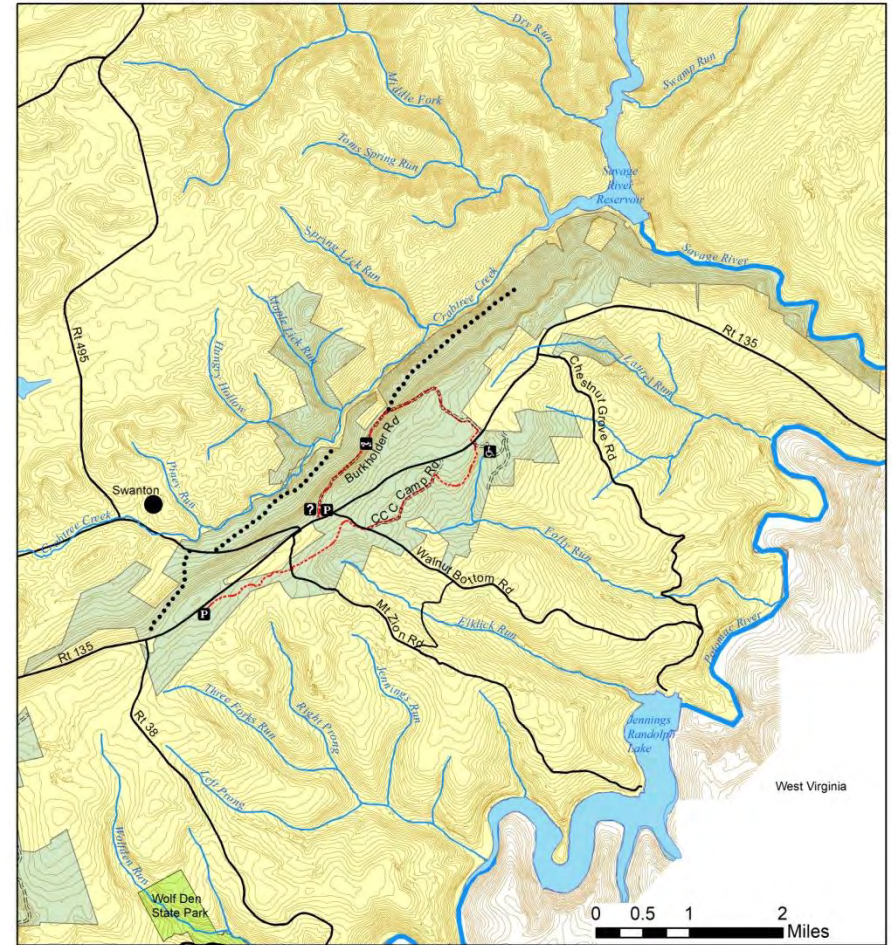 Dry Run
Swamp Run
Middle Fork
Toms Spring Run
Savage
River
Reservoir
Savage River
Spring Lick Run
Crabtree Creek
Maple Lick Run
Rt 495
Rt 135
Hungry Hollow
Laurel Run
Chestnut Grove Rd
Burkholder Rd
Pysey Run
Swanton
CCC Camp Rd
?
P
Crabtree Creek
Folly Run
Walnut Bottom Rd
P
Mt Zion Rd
Elklick Run
Potomac River
Rt 135
Jennings Run
Three Forks Run
Right Prong
Rt 38
Left Prong
Jennings
Randolph
Lake
West Virginia
Wolfden Run
Wolf Den
State Park
0 0.5 1 2
Miles